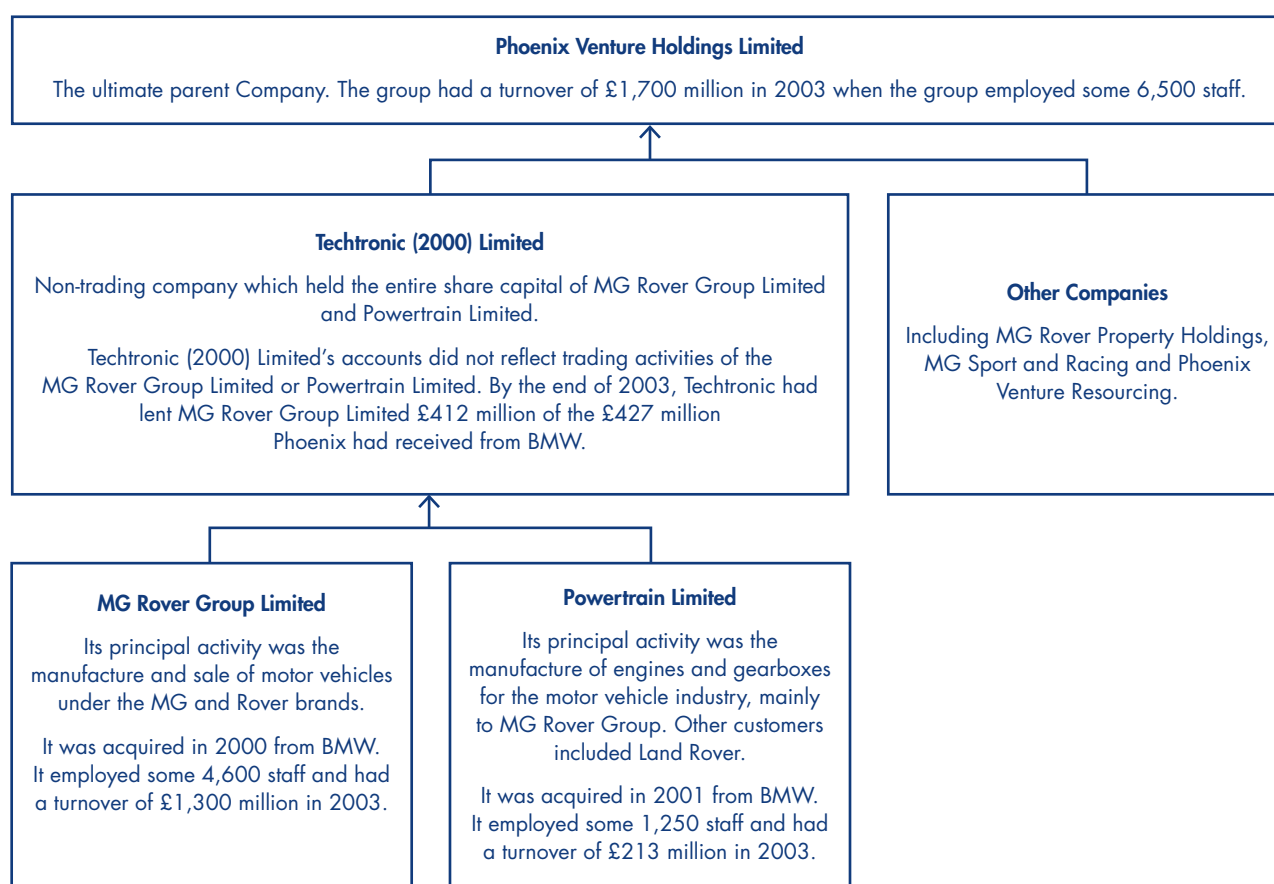 Phoenix Venture Holdings Limited
The ultimate parent Company. The group had a turnover of £1,700 million in 2003 when the group employed some 6,500 staff.
Techtronic (2000) Limited
Non-trading company which held the entire share capital of MG Rover Group Limited
and Powertrain Limited.
Techtronic (2000) Limited's accounts did not reflect trading activities of the
MG Rover Group Limited or Powertrain Limited. By the end of 2003, Techtronic had
lent MG Rover Group Limited £412 million of the £427 million
Phoenix had received from BMW.
Other Companies
Including MG Rover Property Holdings,
MG Sport and Racing and Phoenix
Venture Resourcing.
MG Rover Group Limited
Its principal activity was the
manufacture and sale of motor vehicles
under the MG and Rover brands.
It was acquired in 2000 from BMW.
It employed some 4,600 staff and had
a turnover of £1,300 million in 2003.
Powertrain Limited
Its principal activity was the
manufacture of engines and gearboxes
for the motor vehicle industry, mainly
to MG Rover Group. Other customers
included Land Rover.
It was acquired in 2001 from BMW.
It employed some 1,250 staff and had
a turnover of £213 million in 2003.